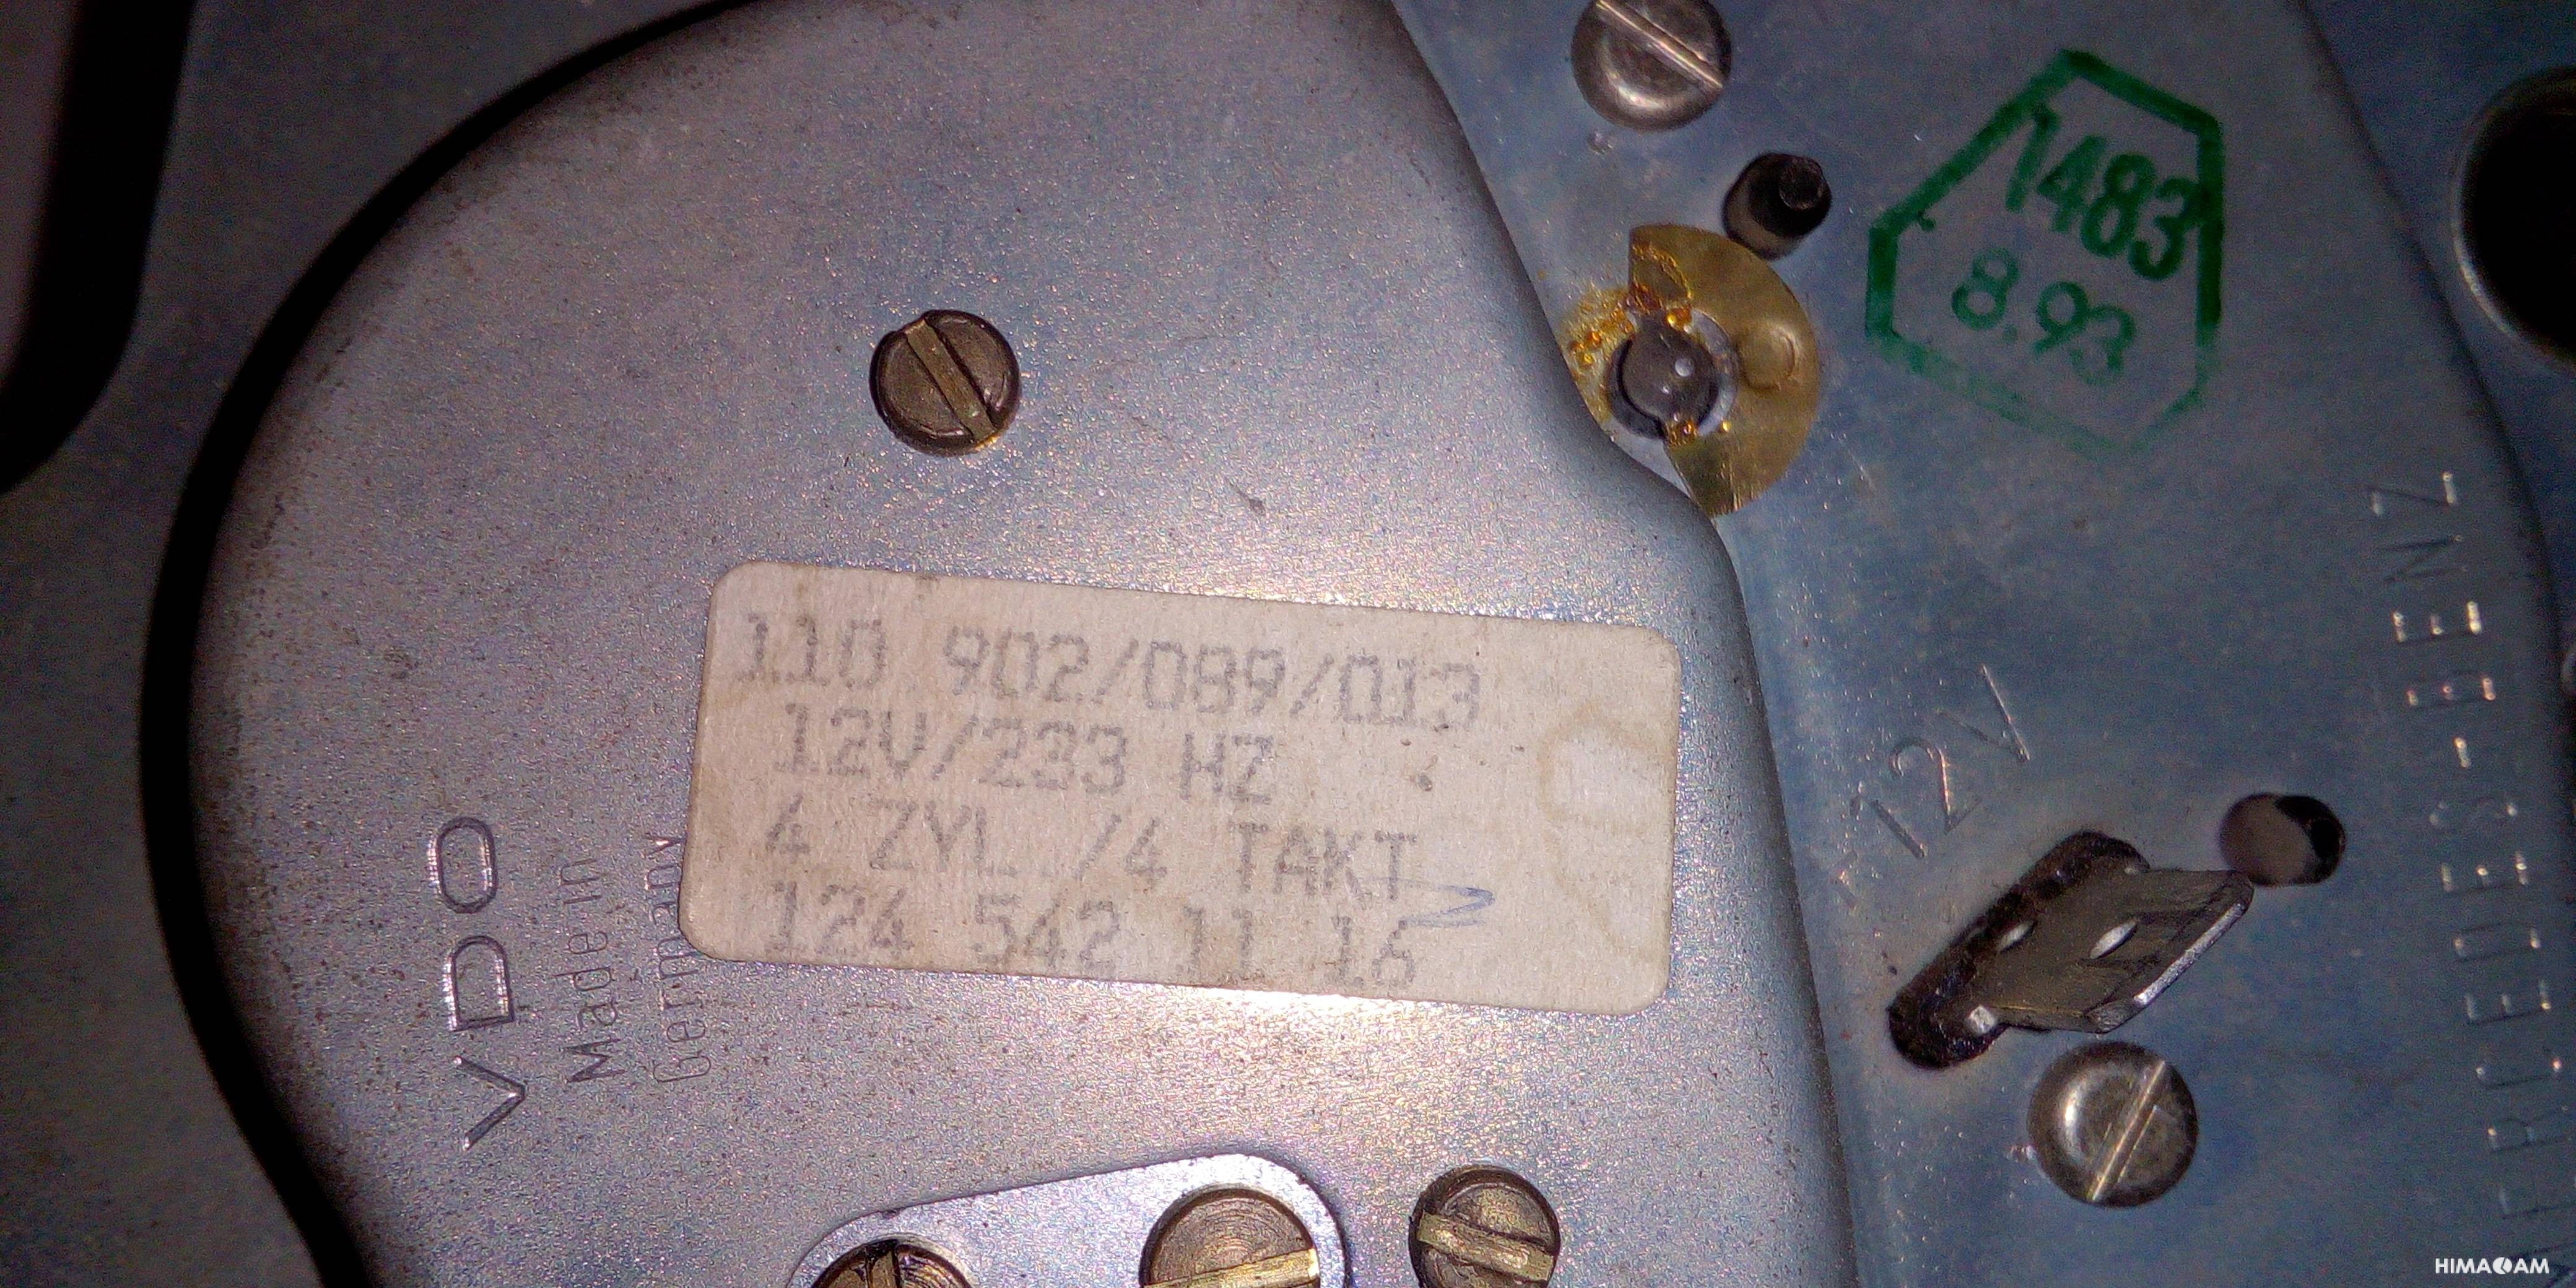 1483
8.93
110 902/089/013
12V/233 HZ
4 ZYL /4 TAKT
124 542 11 16
VDO
Made in
Germany
+12V
MERCEDES-BENZ
HIMACAM